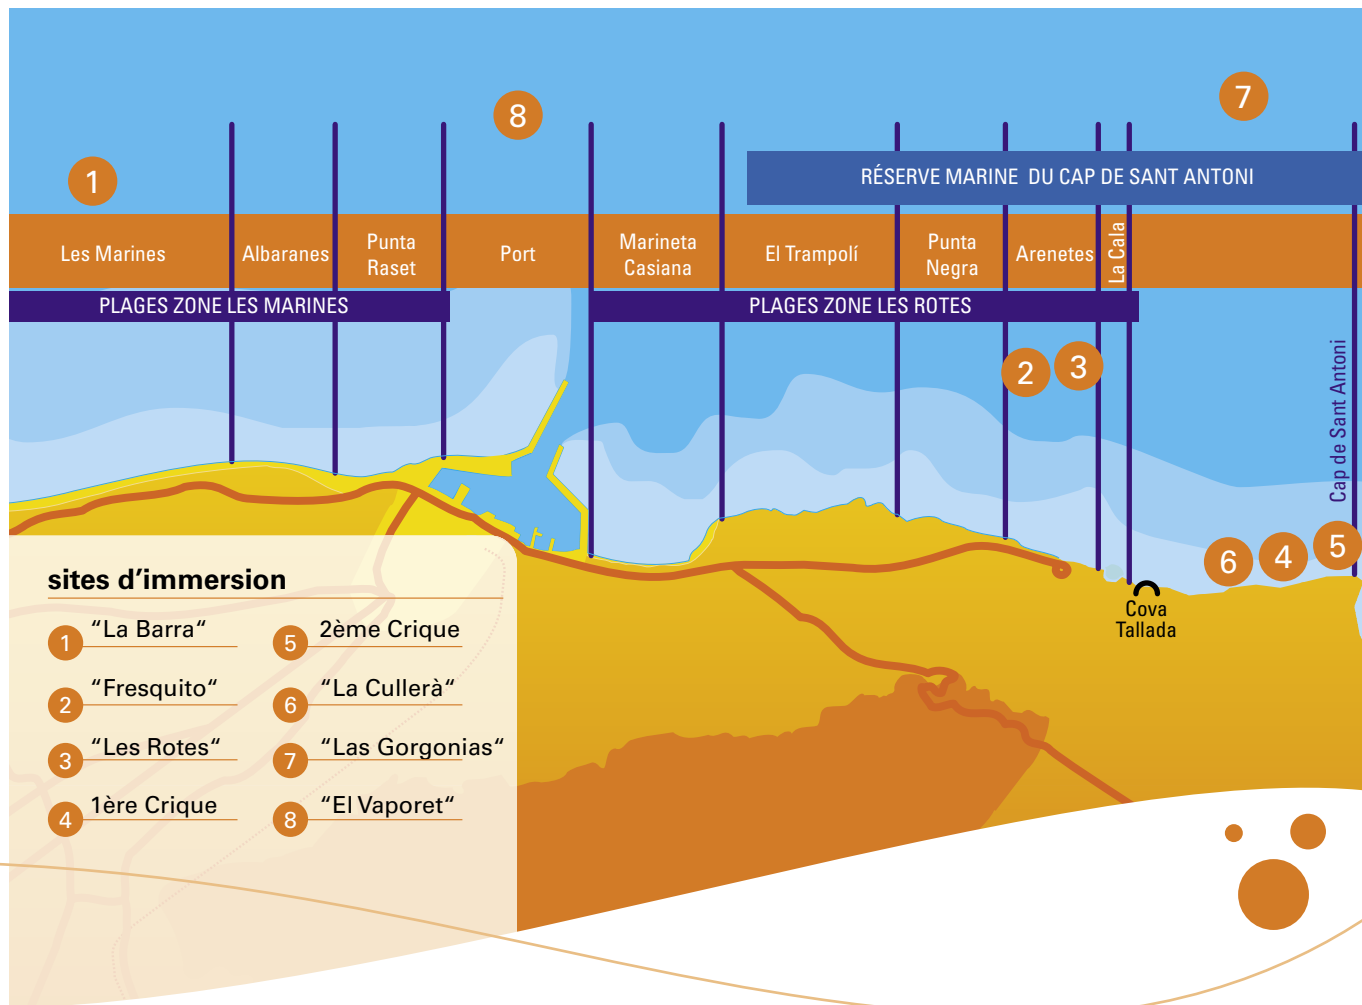 8
7
1
RÉSERVE MARINE DU CAP DE SANT ANTONI
Les Marines
Albaranes
Punta
Raset
Port
Marineta
Casiana
El Trampolí
Punta
Negra
Arenetes
La Cala
PLAGES ZONE LES MARINES
PLAGES ZONE LES ROTES
2
3
Cap de Sant Antoni
6
4
5
Cova
Tallada
sites d’immersion
1 “La Barra“
2 “Fresquito“
3 “Les Rotes“
4 1ère Crique
5 2ème Crique
6 “La Cullerà“
7 “Las Gorgonias“
8 “El Vaporet“